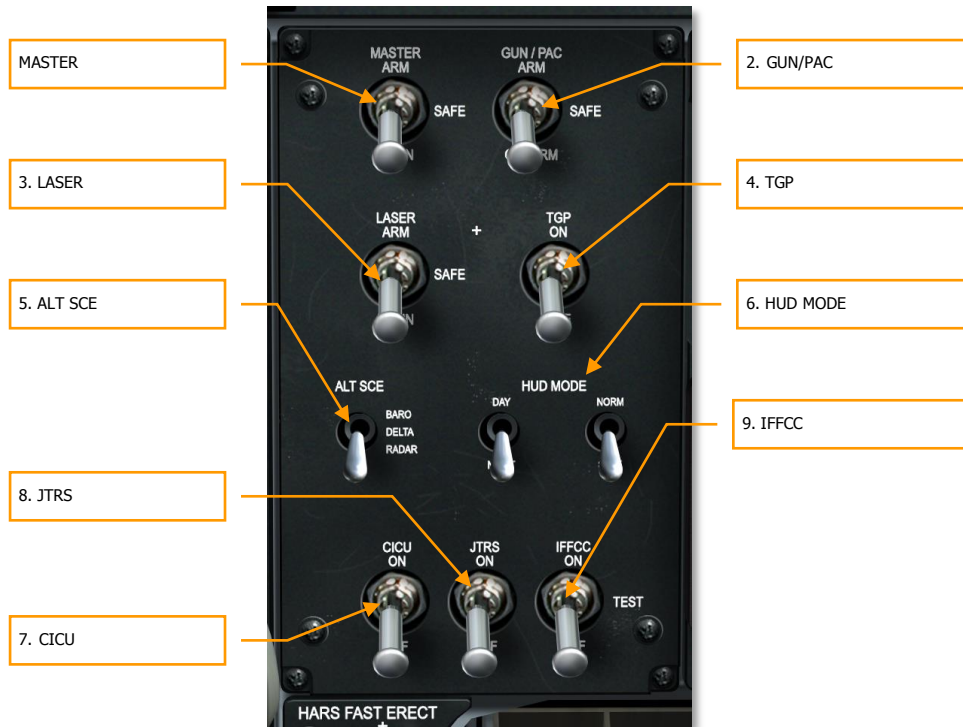 MASTER
2. GUN/PAC
3. LASER
4. TGP
5. ALT SCE
6. HUD MODE
9. IFFCC
8. JTRS
7. CICU
MASTER
ARM
SAFE
GUN / PAC
ARM
SAFE
LASER
ARM
SAFE
TGP
ON
ALT SCE
BARO
DELTA
RADAR
HUD MODE
DAY
NORM
CICU
ON
JTRS
ON
IFFCC
ON
TEST
HARS FAST ERECT